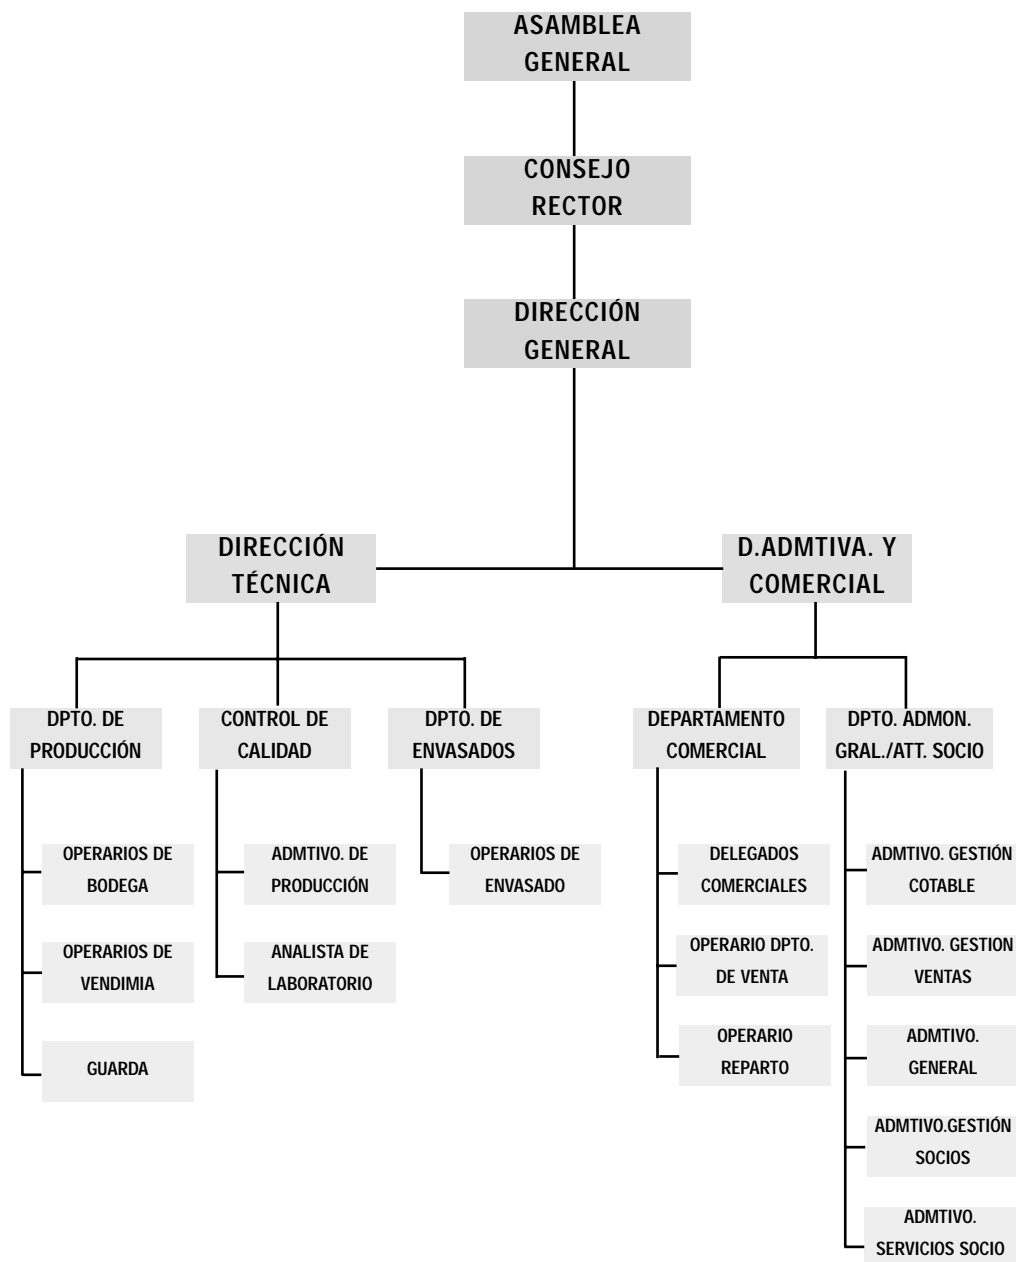 ASAMBLEA
GENERAL
CONSEJO
RECTOR
DIRECCIÓN
GENERAL
DIRECCIÓN
TÉCNICA
D.ADMTIVA. Y
COMERCIAL
DPTO. DE
PRODUCCIÓN
CONTROL DE
CALIDAD
DPTO. DE
ENVASADOS
DEPARTAMENTO
COMERCIAL
DPTO. ADMON.
GRAL./ATT. SOCIO
OPERARIOS DE
BODEGA
OPERARIOS DE
VENDIMIA
GUARDA
ADMTIVO. DE
PRODUCCIÓN
ANALISTA DE
LABORATORIO
OPERARIOS DE
ENVASADO
DELEGADOS
COMERCIALES
OPERARIO DPTO.
DE VENTA
OPERARIO
REPARTO
ADMTIVO. GESTIÓN
COTABLE
ADMTIVO. GESTION
VENTAS
ADMTIVO.
GENERAL
ADMTIVO.GESTIÓN
SOCIOS
ADMTIVO.
SERVICIOS SOCIO